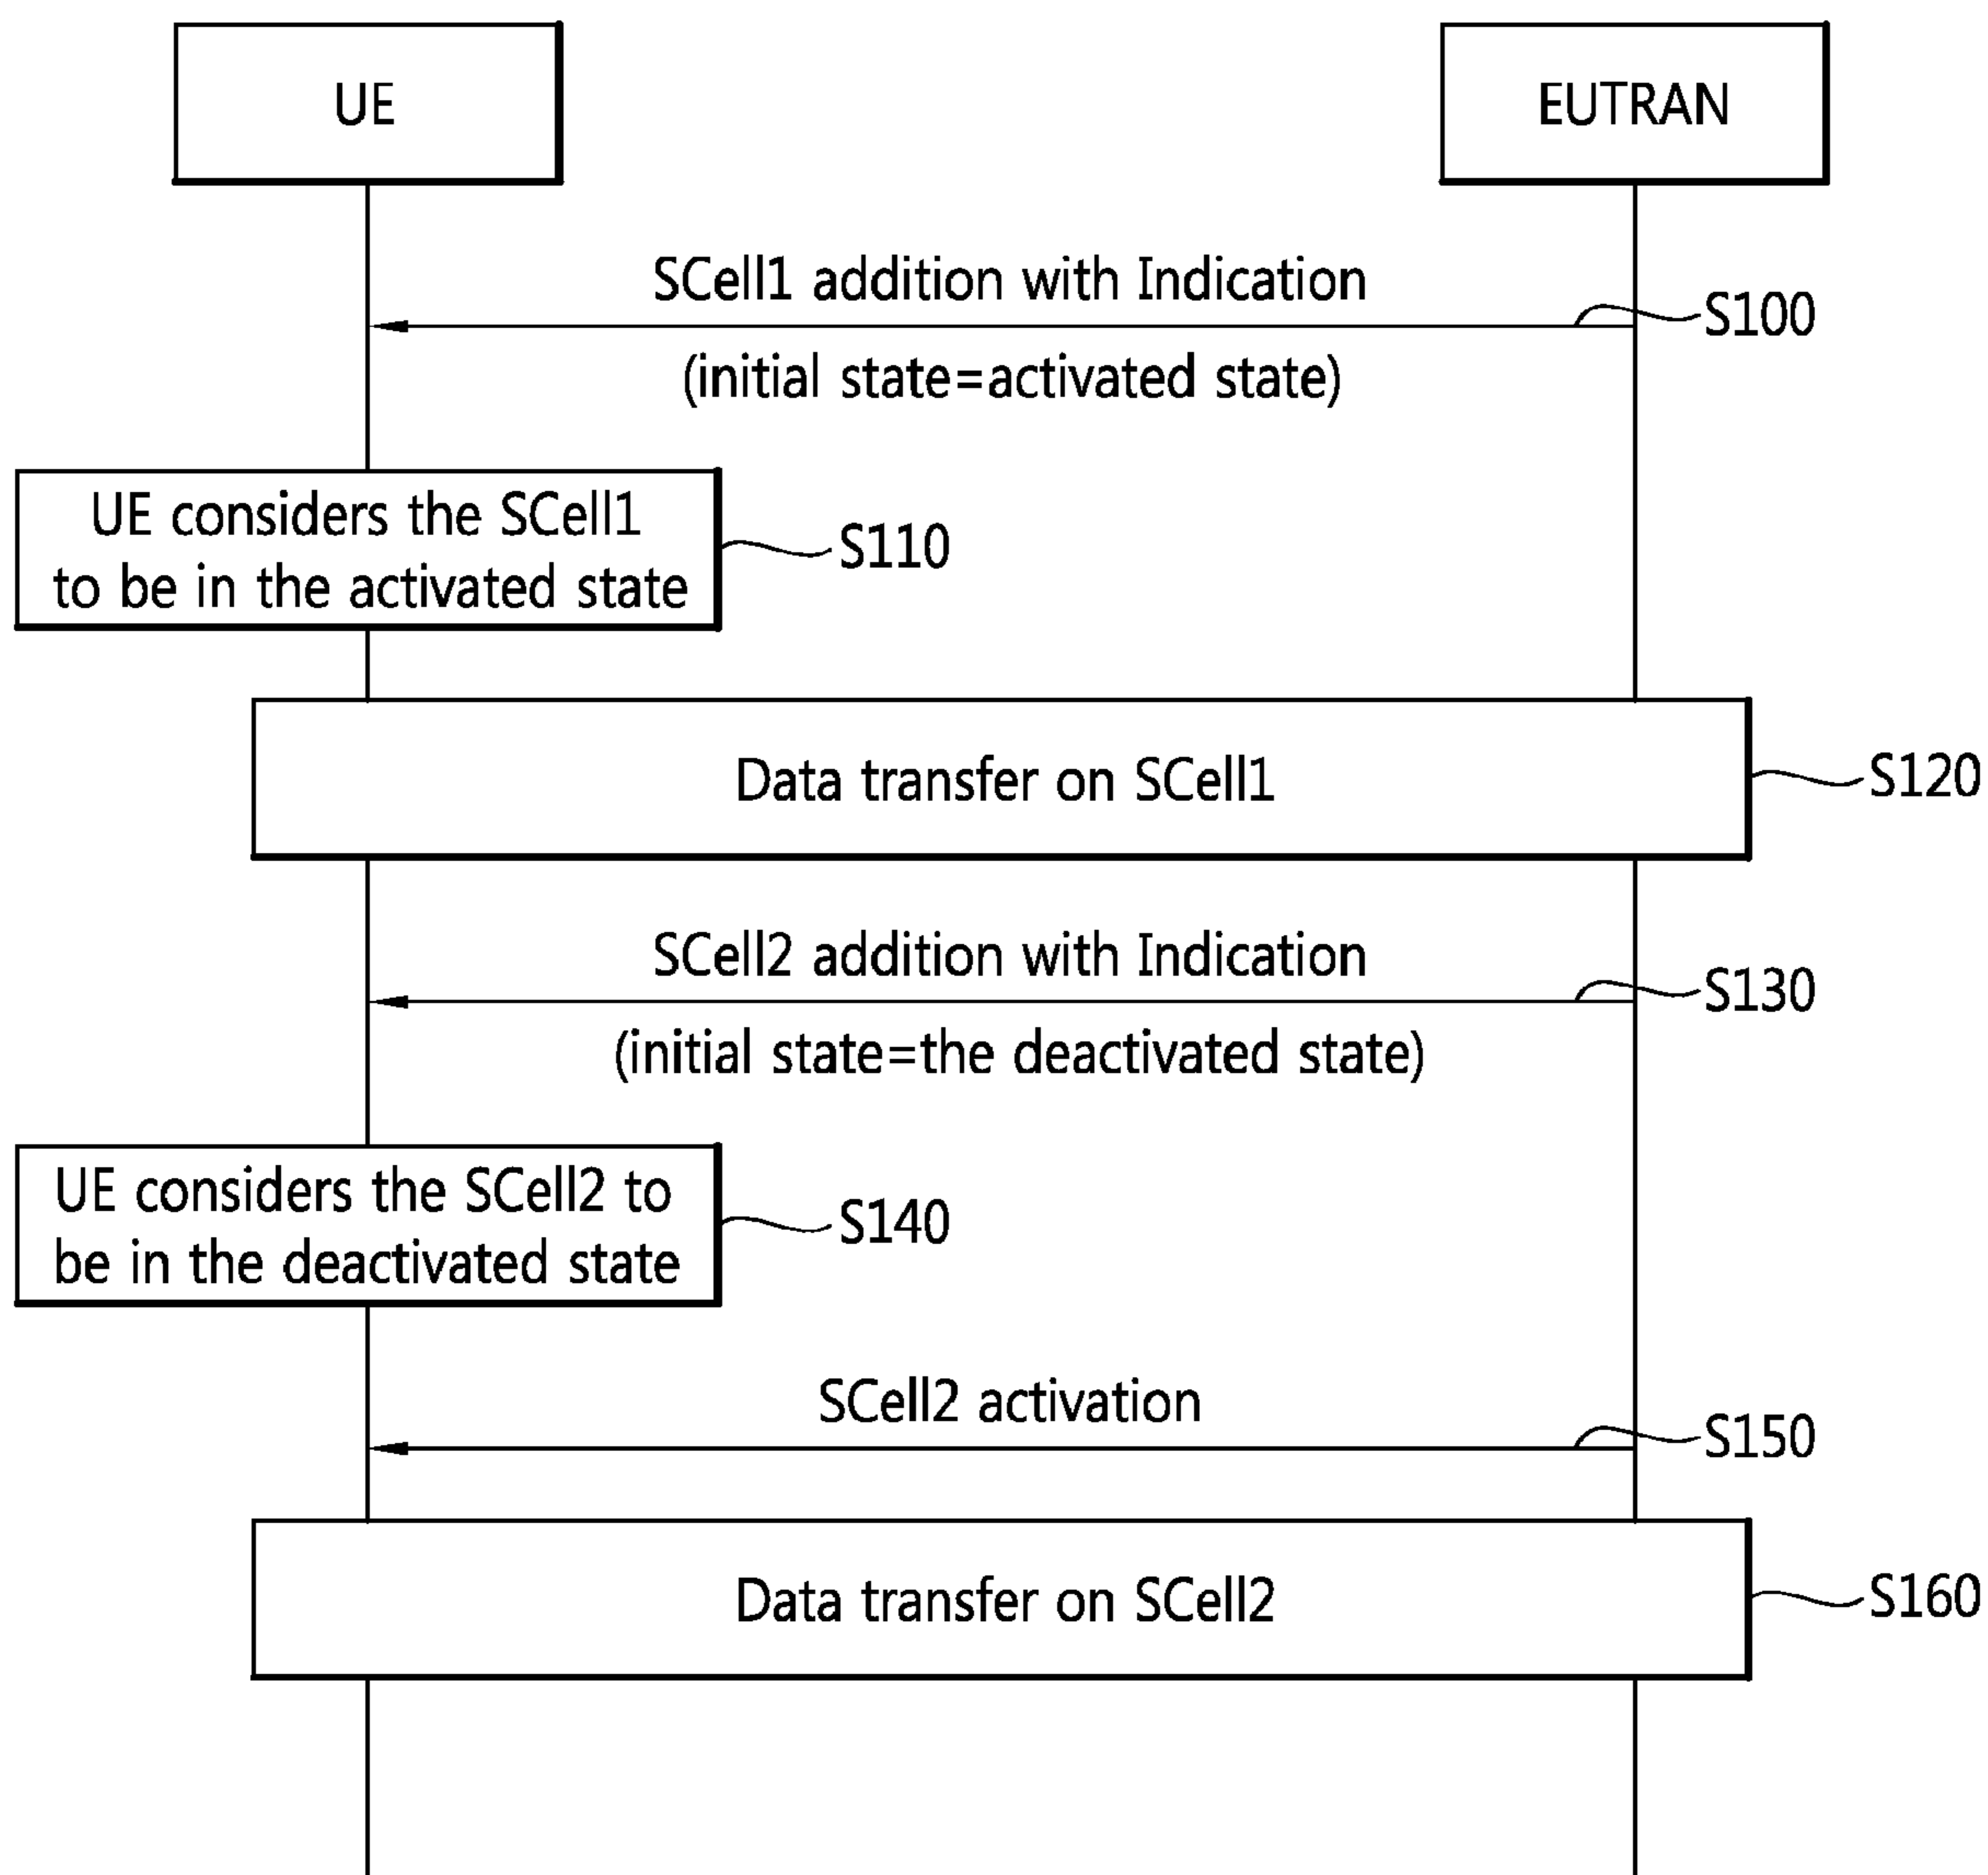 UE
EUTRAN
SCell1 addition with Indication
S100
(initial state=activated state)
UE considers the SCell1
to be in the activated state
S110
Data transfer on SCell1
S120
SCell2 addition with Indication
S130
(initial state=the deactivated state)
UE considers the SCell2 to
be in the deactivated state
S140
SCell2 activation
S150
Data transfer on SCell2
S160